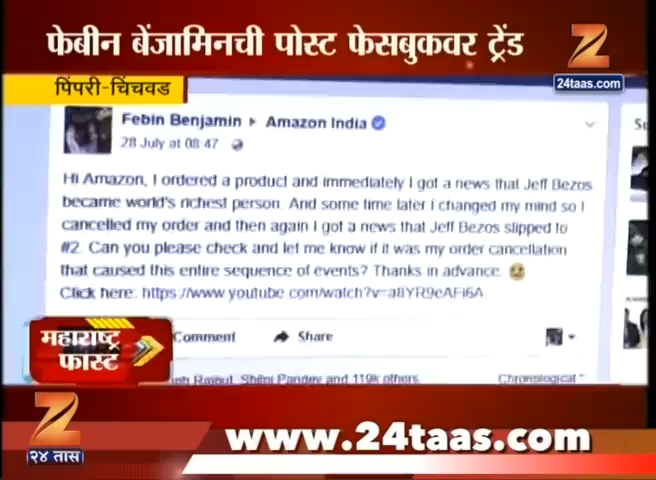 फेबीन बेंजामिनची पोस्ट फेसबुकवर ट्रेंड
24taas.com
पिंपरी-चिंचवड
Febin Benjamin ▸ Amazon India
28 July at 08:47
Hi Amazon, I ordered a product and immediately I got a news that Jeff Bezos
became world's richest person. And some time later i changed my mind so I
cancelled my order and then again I got a news that Jeff Bezos slipped to
#2. Can you please check and let me know if it was my order cancellation
that caused this entire sequence of events? Thanks in advance.
Click here: https://www.youtube.com/watch?v=a8YR9eAFi6A
Comment Share
Shilpi Pandey and 119k others. Chronological
महाराष्ट्र
फास्ट
२४ तास
www.24taas.com